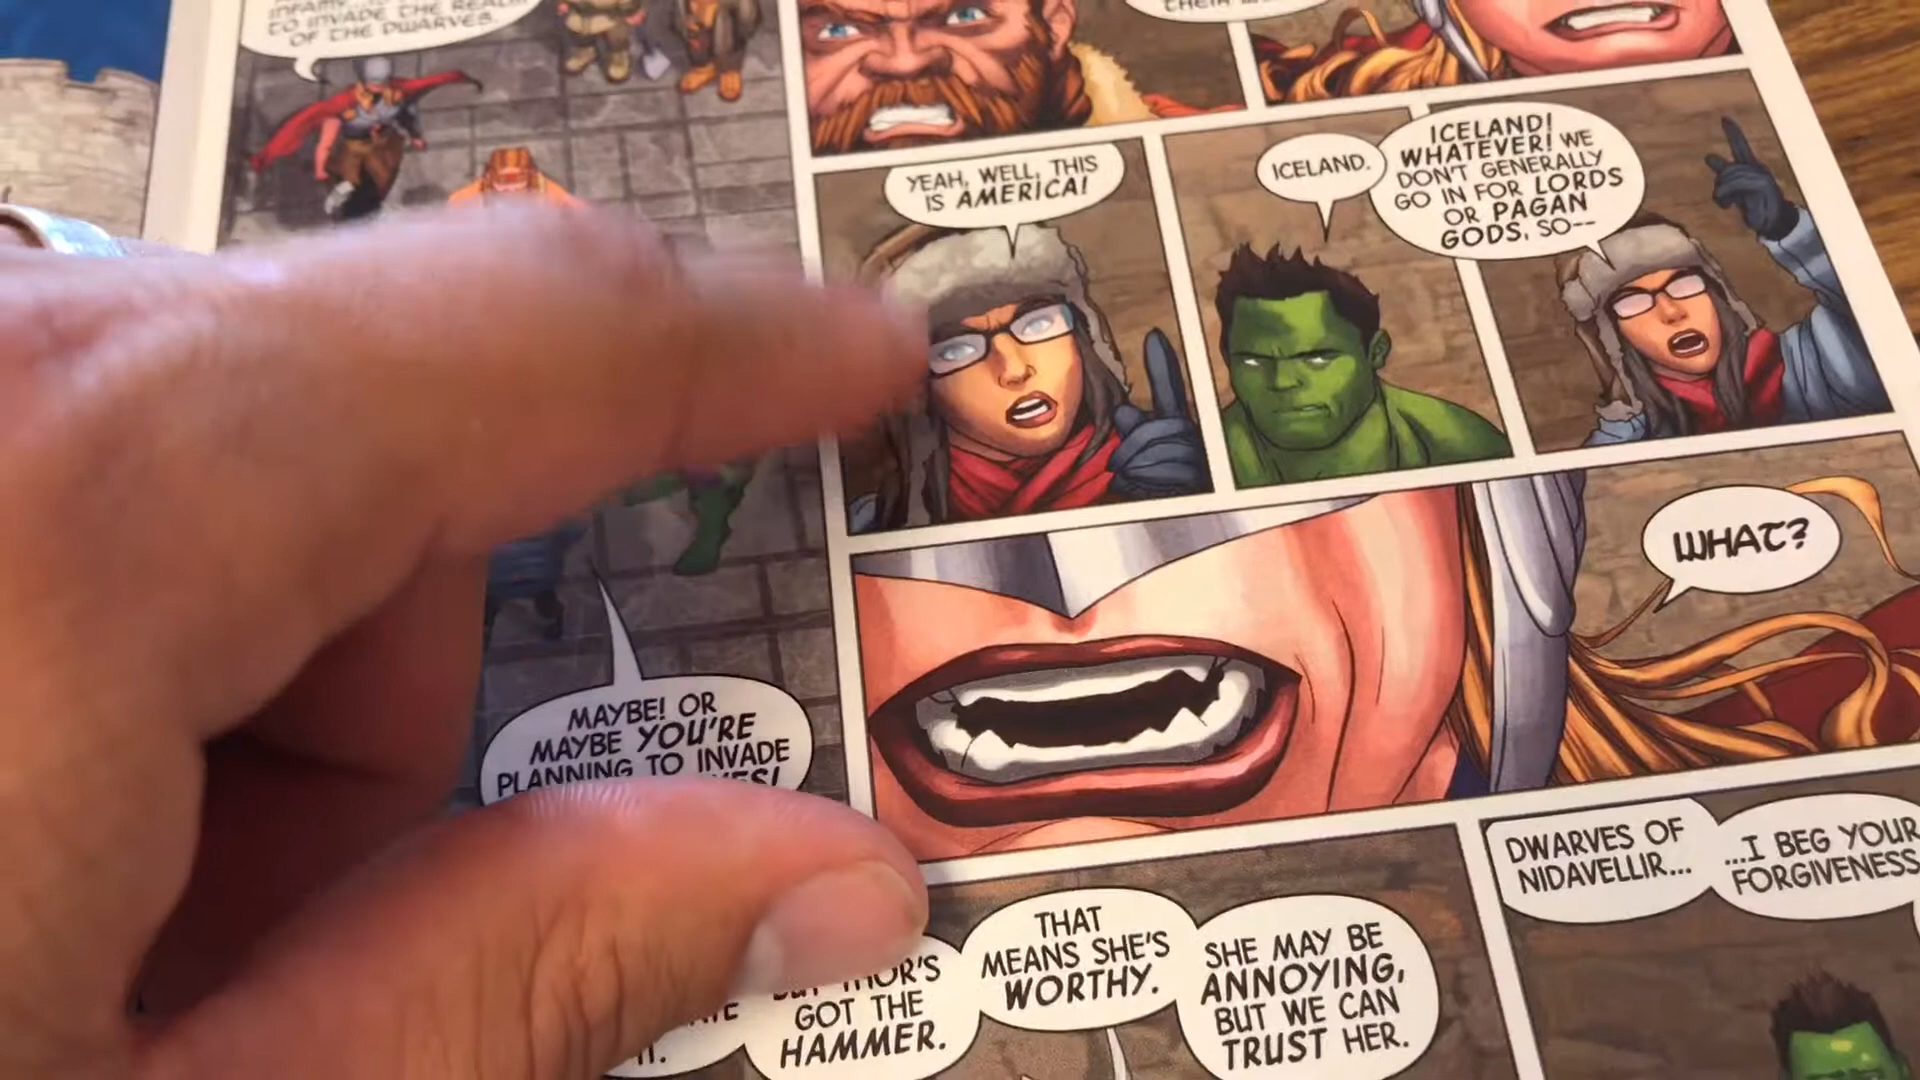 INFAMY...
TO INVADE THE REALM
OF THE DWARVES.
MAYBE! OR
MAYBE YOU'RE
PLANNING TO INVADE
THEIR
YEAH, WELL, THIS
IS AMERICA!
ICELAND.
ICELAND!
WHATEVER! WE
DON'T GENERALLY
GO IN FOR LORDS
OR PAGAN
GODS, SO--
WHAT?
THOR'S
GOT THE
HAMMER.
THAT
MEANS SHE'S
WORTHY.
SHE MAY BE
ANNOYING,
BUT WE CAN
TRUST HER.
DWARVES OF
NIDAVELLIR...
...I BEG YOUR
FORGIVENESS